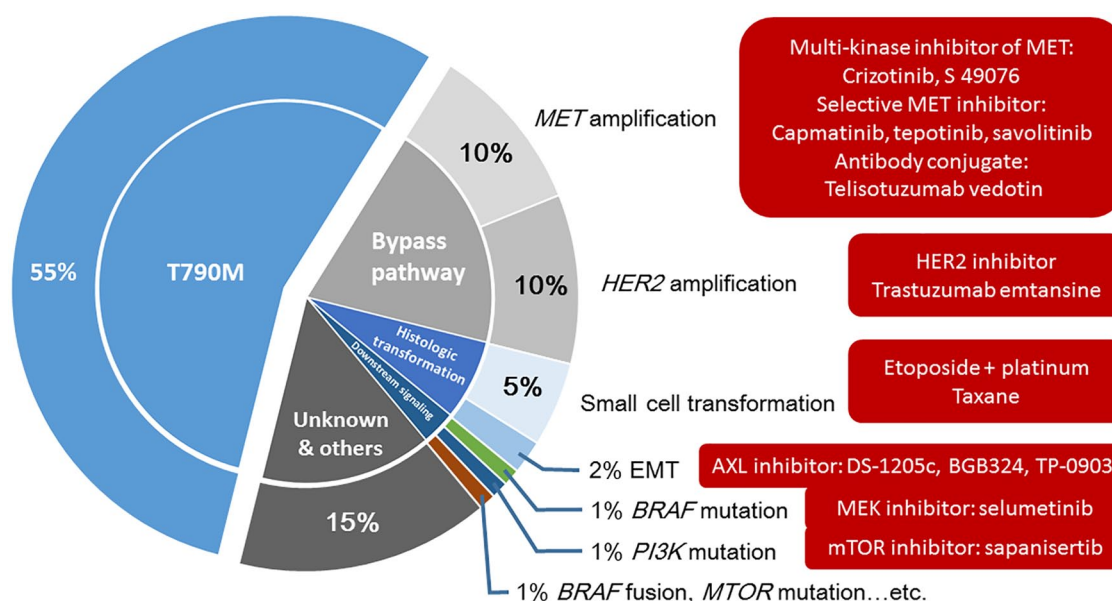 55%
T790M
Bypass
pathway
Histologic
transformation
Downstream signaling
Unknown
& others
15%
10%
MET amplification
Multi-kinase inhibitor of MET:
Crizotinib, S 49076
Selective MET inhibitor:
Capmatinib, tepotinib, savolitinib
Antibody conjugate:
Telisotuzumab vedotin
10%
HER2 amplification
HER2 inhibitor
Trastuzumab emtansine
5%
Small cell transformation
Etoposide + platinum
Taxane
2% EMT
AXL inhibitor: DS-1205c, BGB324, TP-0903
1% BRAF mutation
MEK inhibitor: selumetinib
1% PI3K mutation
mTOR inhibitor: sapanisertib
1% BRAF fusion, MTOR mutation...etc.